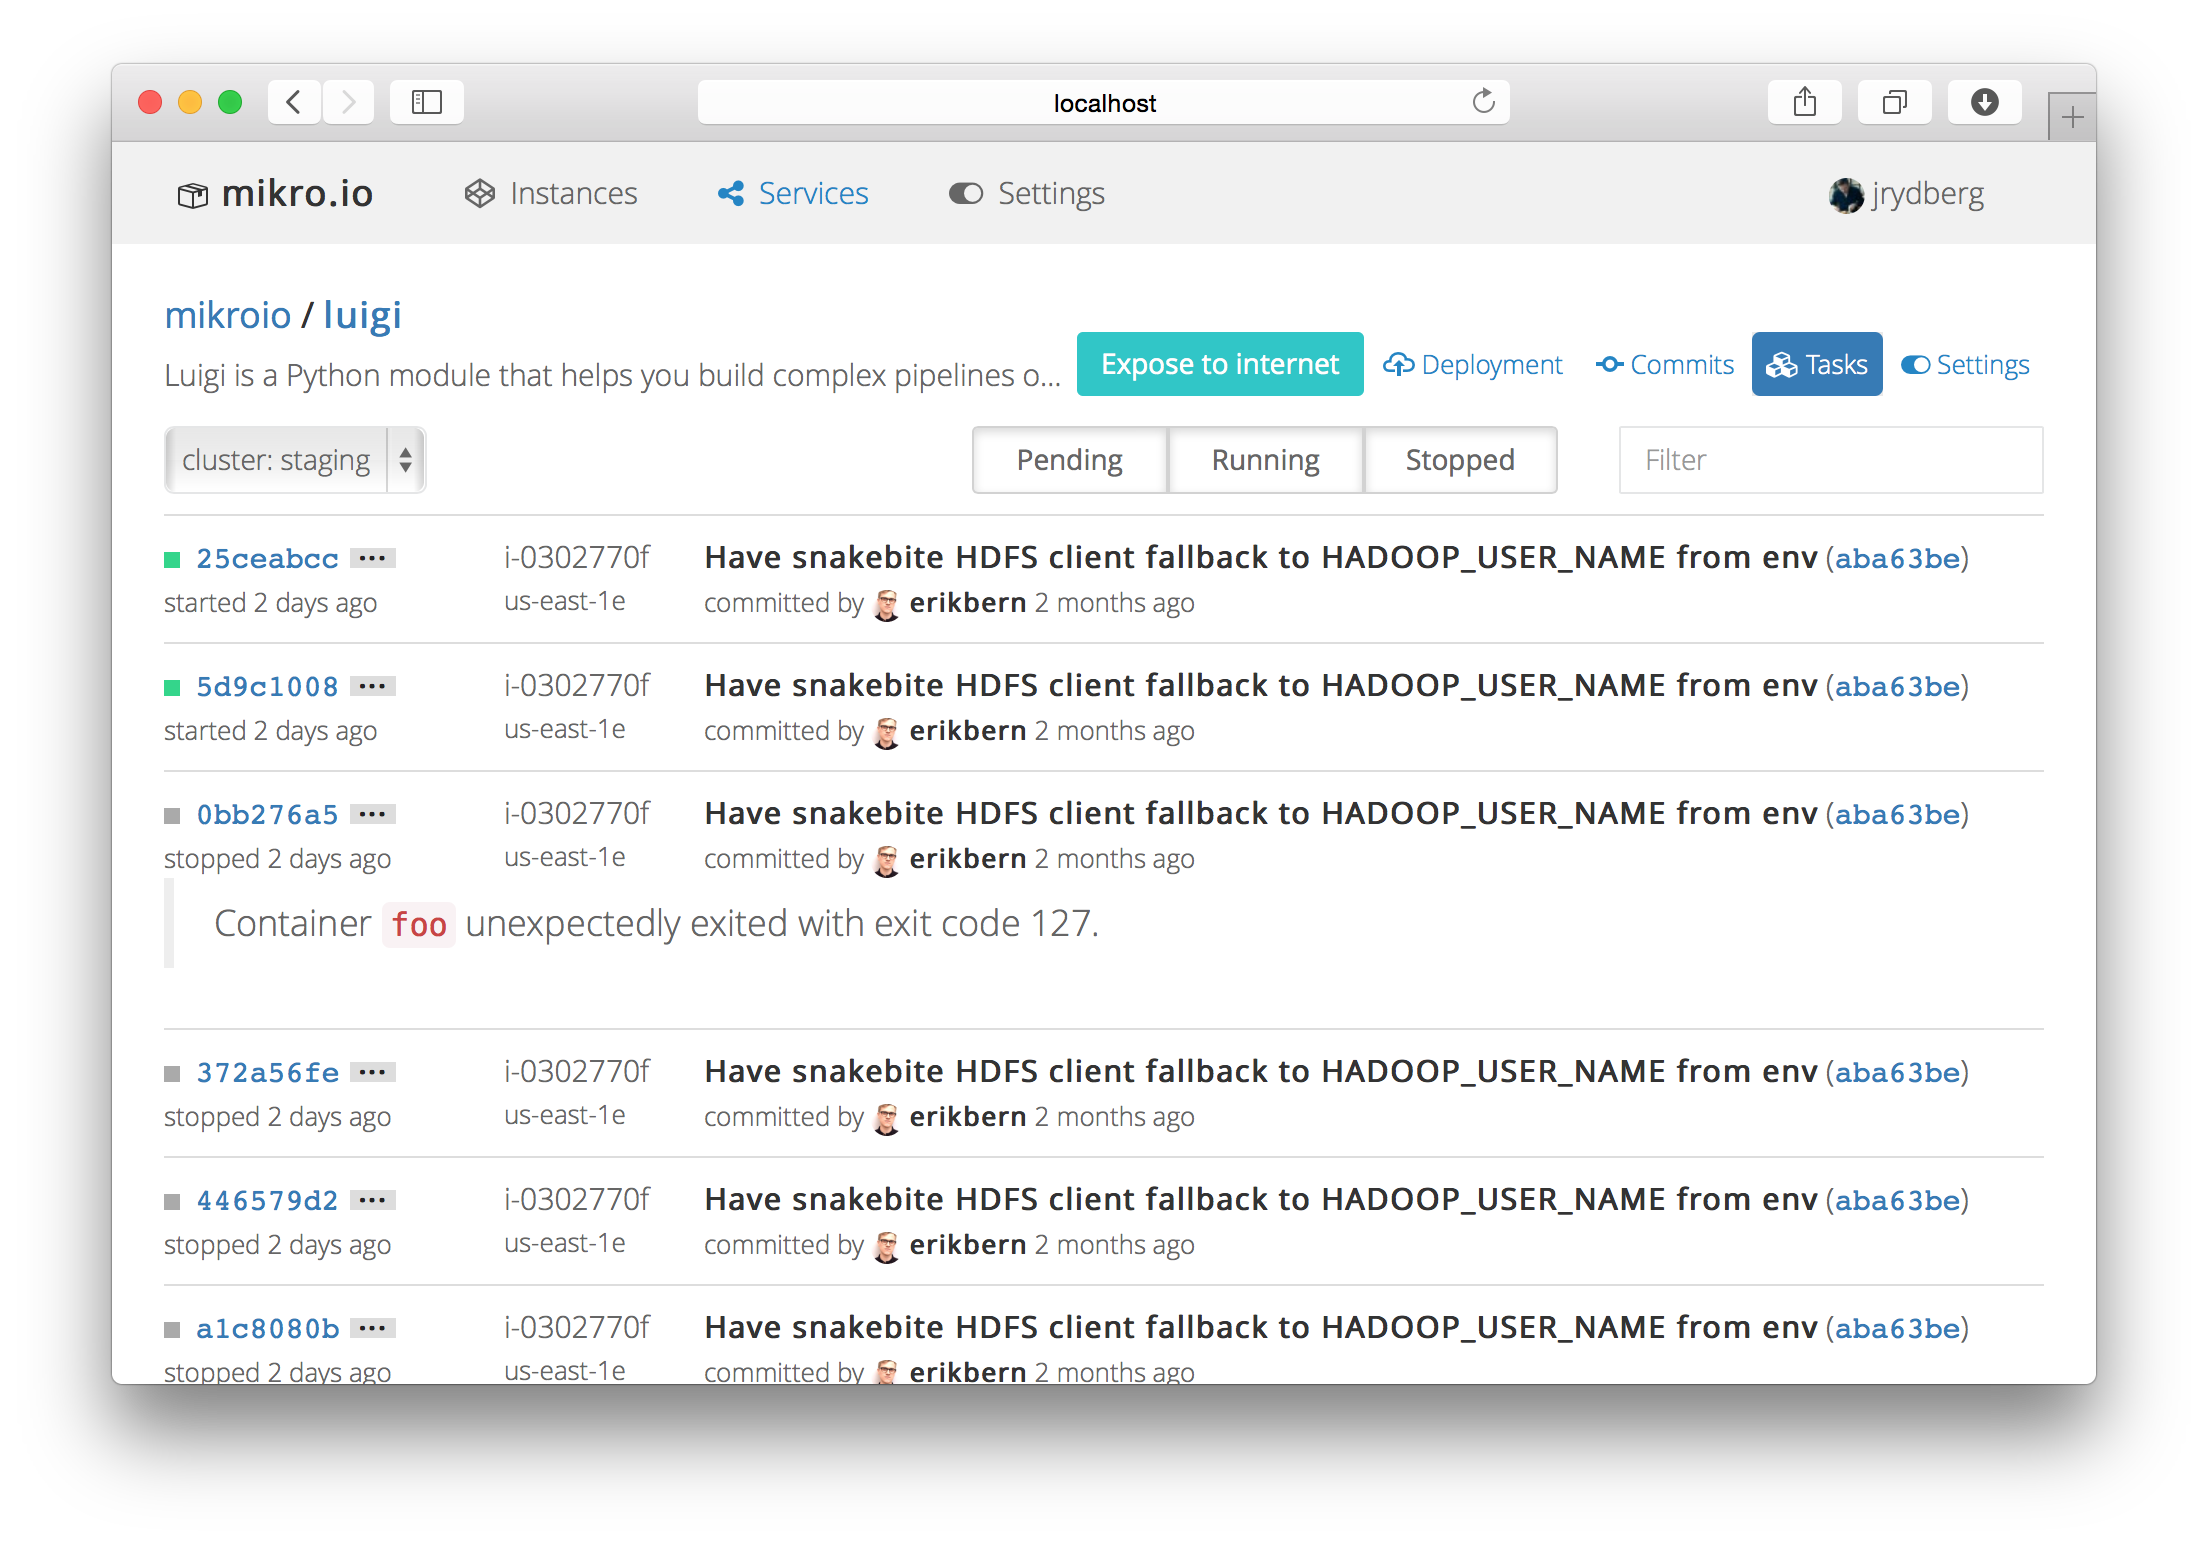 localhost
mikro.io Instances Services Settings jrydberg
mikroio / luigi
Luigi is a Python module that helps you build complex pipelines o... Expose to internet Deployment Commits Tasks Settings
cluster: staging Pending Running Stopped Filter
25ceabcc ... i-0302770f Have snakebite HDFS client fallback to HADOOP_USER_NAME from env (aba63be)
started 2 days ago us-east-1e committed by erikbern 2 months ago
5d9c1008 ... i-0302770f Have snakebite HDFS client fallback to HADOOP_USER_NAME from env (aba63be)
started 2 days ago us-east-1e committed by erikbern 2 months ago
0bb276a5 ... i-0302770f Have snakebite HDFS client fallback to HADOOP_USER_NAME from env (aba63be)
stopped 2 days ago us-east-1e committed by erikbern 2 months ago
Container foo unexpectedly exited with exit code 127.
372a56fe ... i-0302770f Have snakebite HDFS client fallback to HADOOP_USER_NAME from env (aba63be)
stopped 2 days ago us-east-1e committed by erikbern 2 months ago
446579d2 ... i-0302770f Have snakebite HDFS client fallback to HADOOP_USER_NAME from env (aba63be)
stopped 2 days ago us-east-1e committed by erikbern 2 months ago
a1c8080b ... i-0302770f Have snakebite HDFS client fallback to HADOOP_USER_NAME from env (aba63be)
stopped 2 days ago us-east-1e committed by erikbern 2 months ago